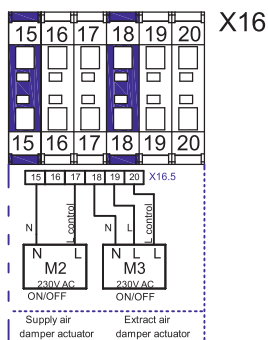 X16
15 16 17 18 19 20
15 16 17 18 19 20
15 16 17 18 19 20 X16.5
N L control N L L control
N L N L L
M2 M3
230V AC 230V AC
ON/OFF ON/OFF
Supply air Extract air
damper actuator damper actuator